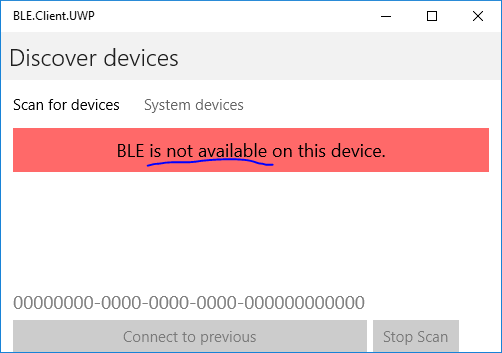 BLE.Client.UWP
Discover devices
Scan for devices System devices
BLE is not available on this device.
00000000-0000-0000-0000-000000000000
Connect to previous Stop Scan